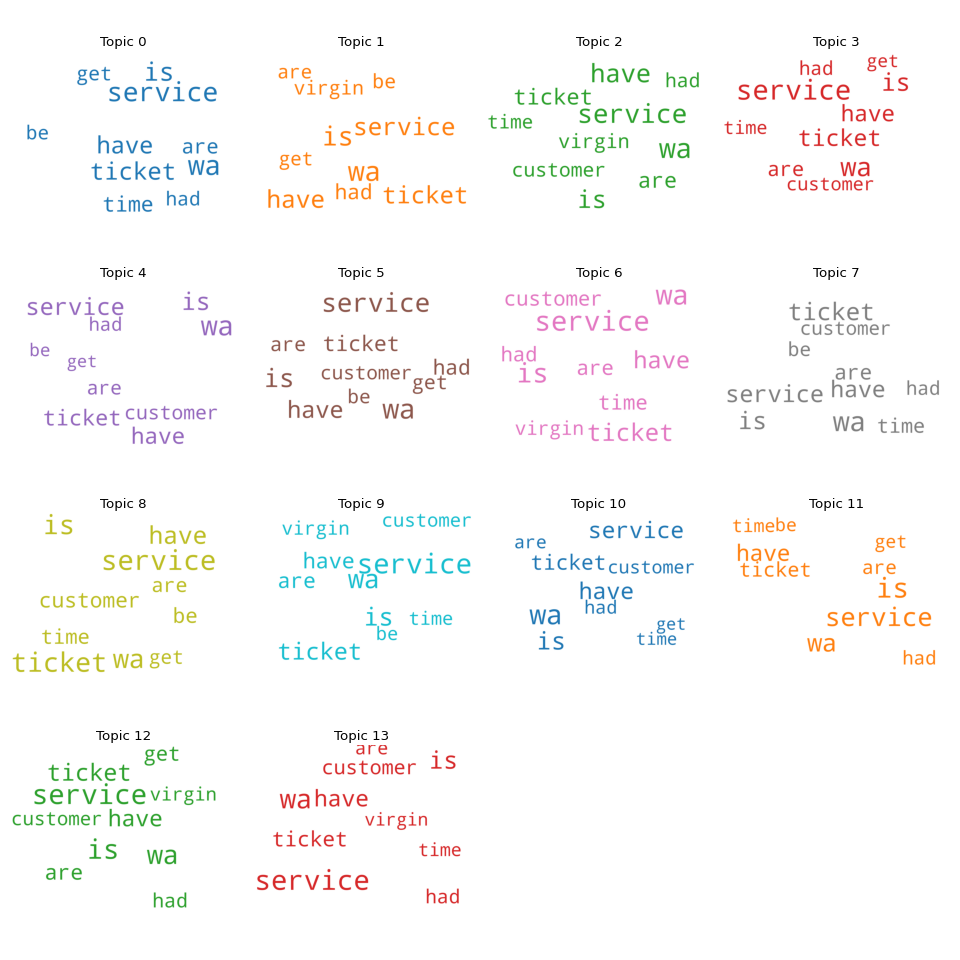 Topic 0
get is
service
be
have are
ticket wa
time had
Topic 1
are
virgin be
is service
get
wa
have had ticket
Topic 2
have had
ticket
time service
virgin wa
customer
are
is
Topic 3
get
had
service is
have
time ticket
are wa
customer
Topic 4
service is
had wa
be
get
are
ticket customer
have
Topic 5
service
are ticket
is customer had
get
be
have wa
Topic 6
customer wa
service
had have
is are
time
virgin ticket
Topic 7
ticket
customer
be
are
service have had
is wa time
Topic 8
is
have
service
are
customer
be
time
ticket wa get
Topic 9
customer
virgin
have service
are wa
is time
be
ticket
Topic 10
service
are
ticket customer
have
wa had
get
is time
Topic 11
time be
get
have
ticket are
is
service
wa
had
Topic 12
get
ticket
service virgin
customer have
is wa
are
had
Topic 13
are
customer is
wa have
virgin
ticket
time
service
had